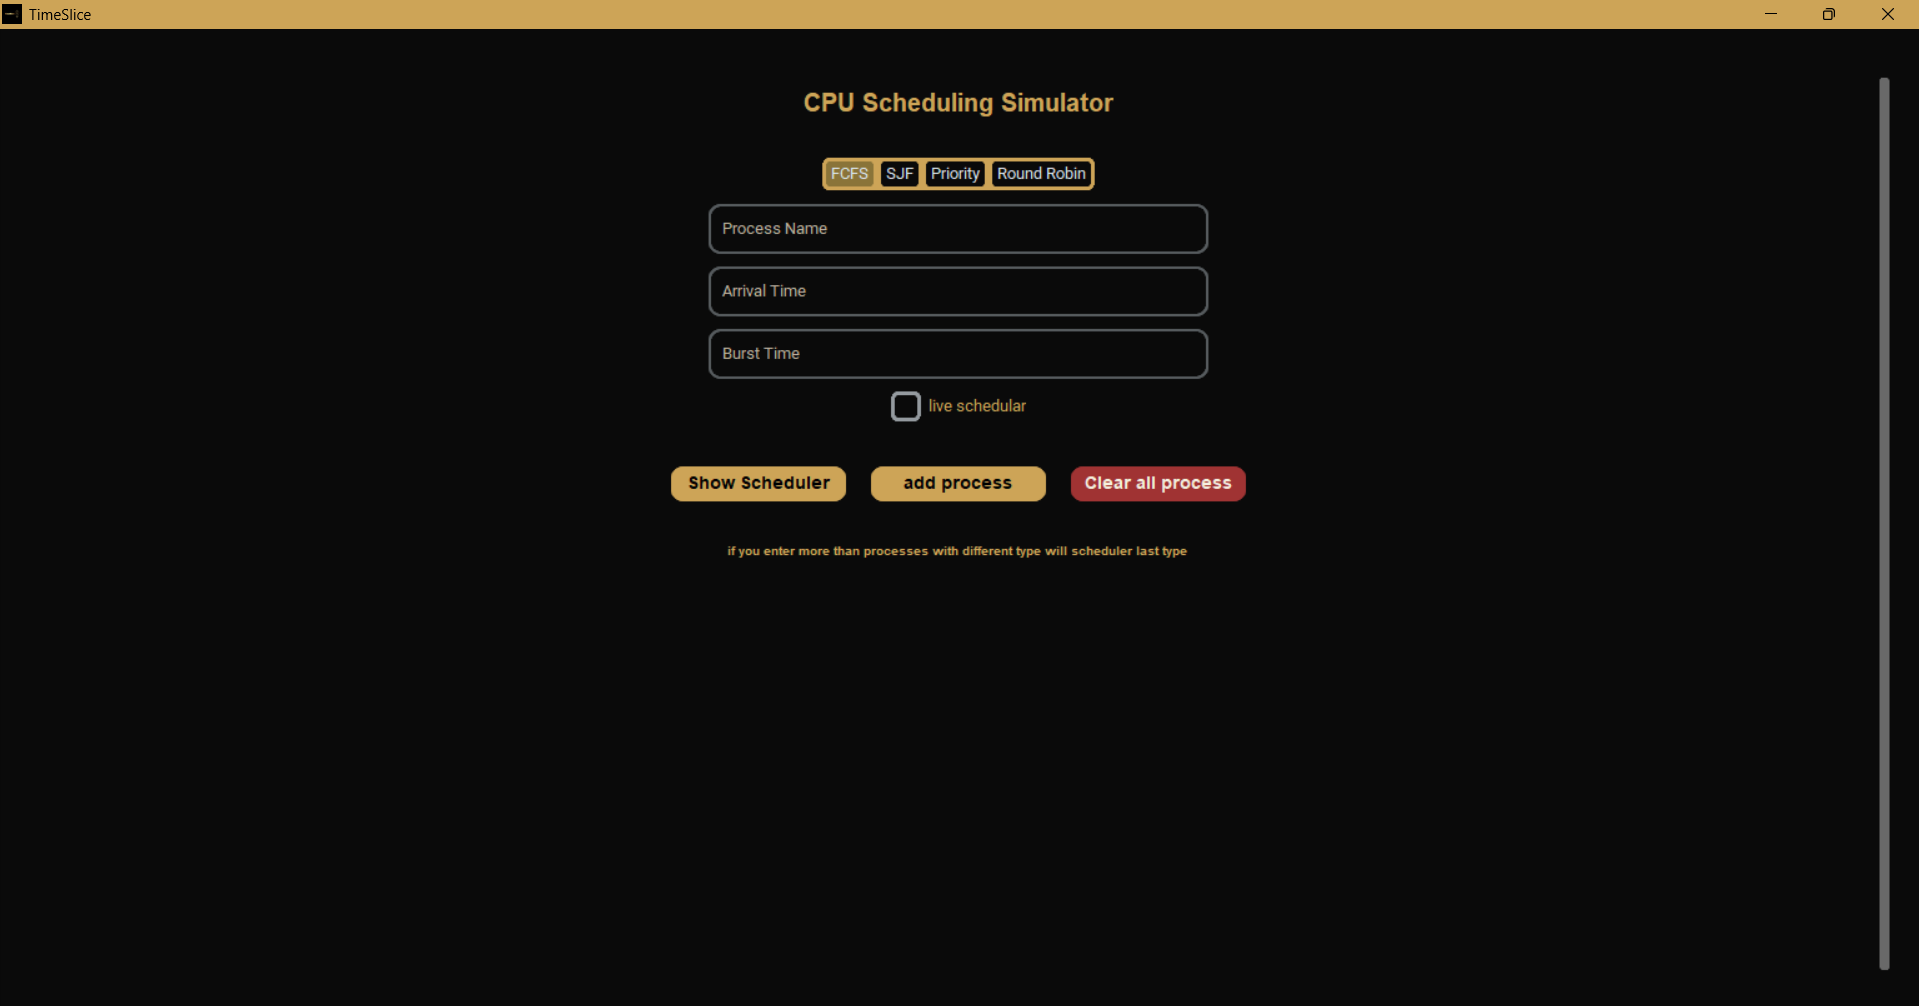 TimeSlice
CPU Scheduling Simulator
FCFS SJF Priority Round Robin
Process Name
Arrival Time
Burst Time
live schedular
Show Scheduler add process Clear all process
if you enter more than processes with different type will scheduler last type